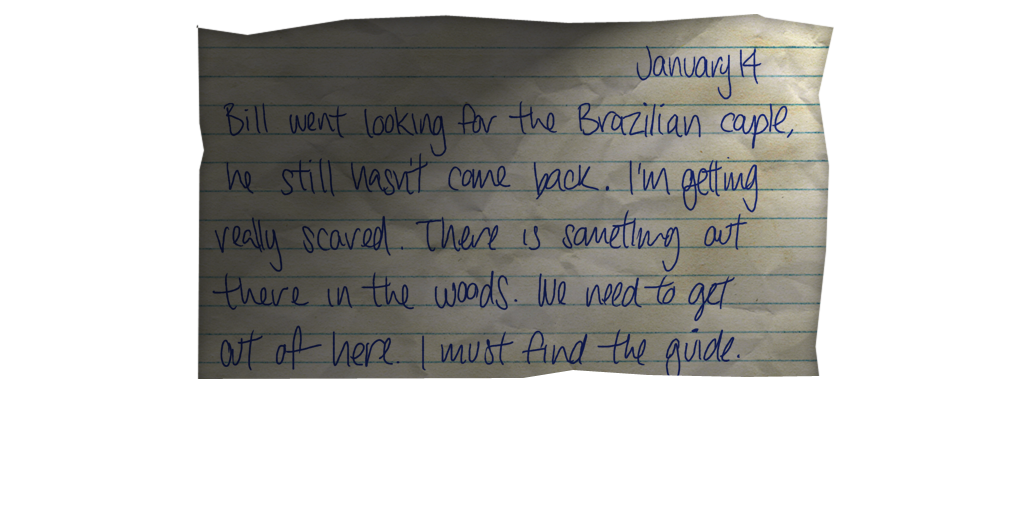 January 14
Bill went looking for the Brazilian couple,
he still hasn't come back. I'm getting
really scared. There is something out
there in the woods. We need to get
out of here. I must find the guide.